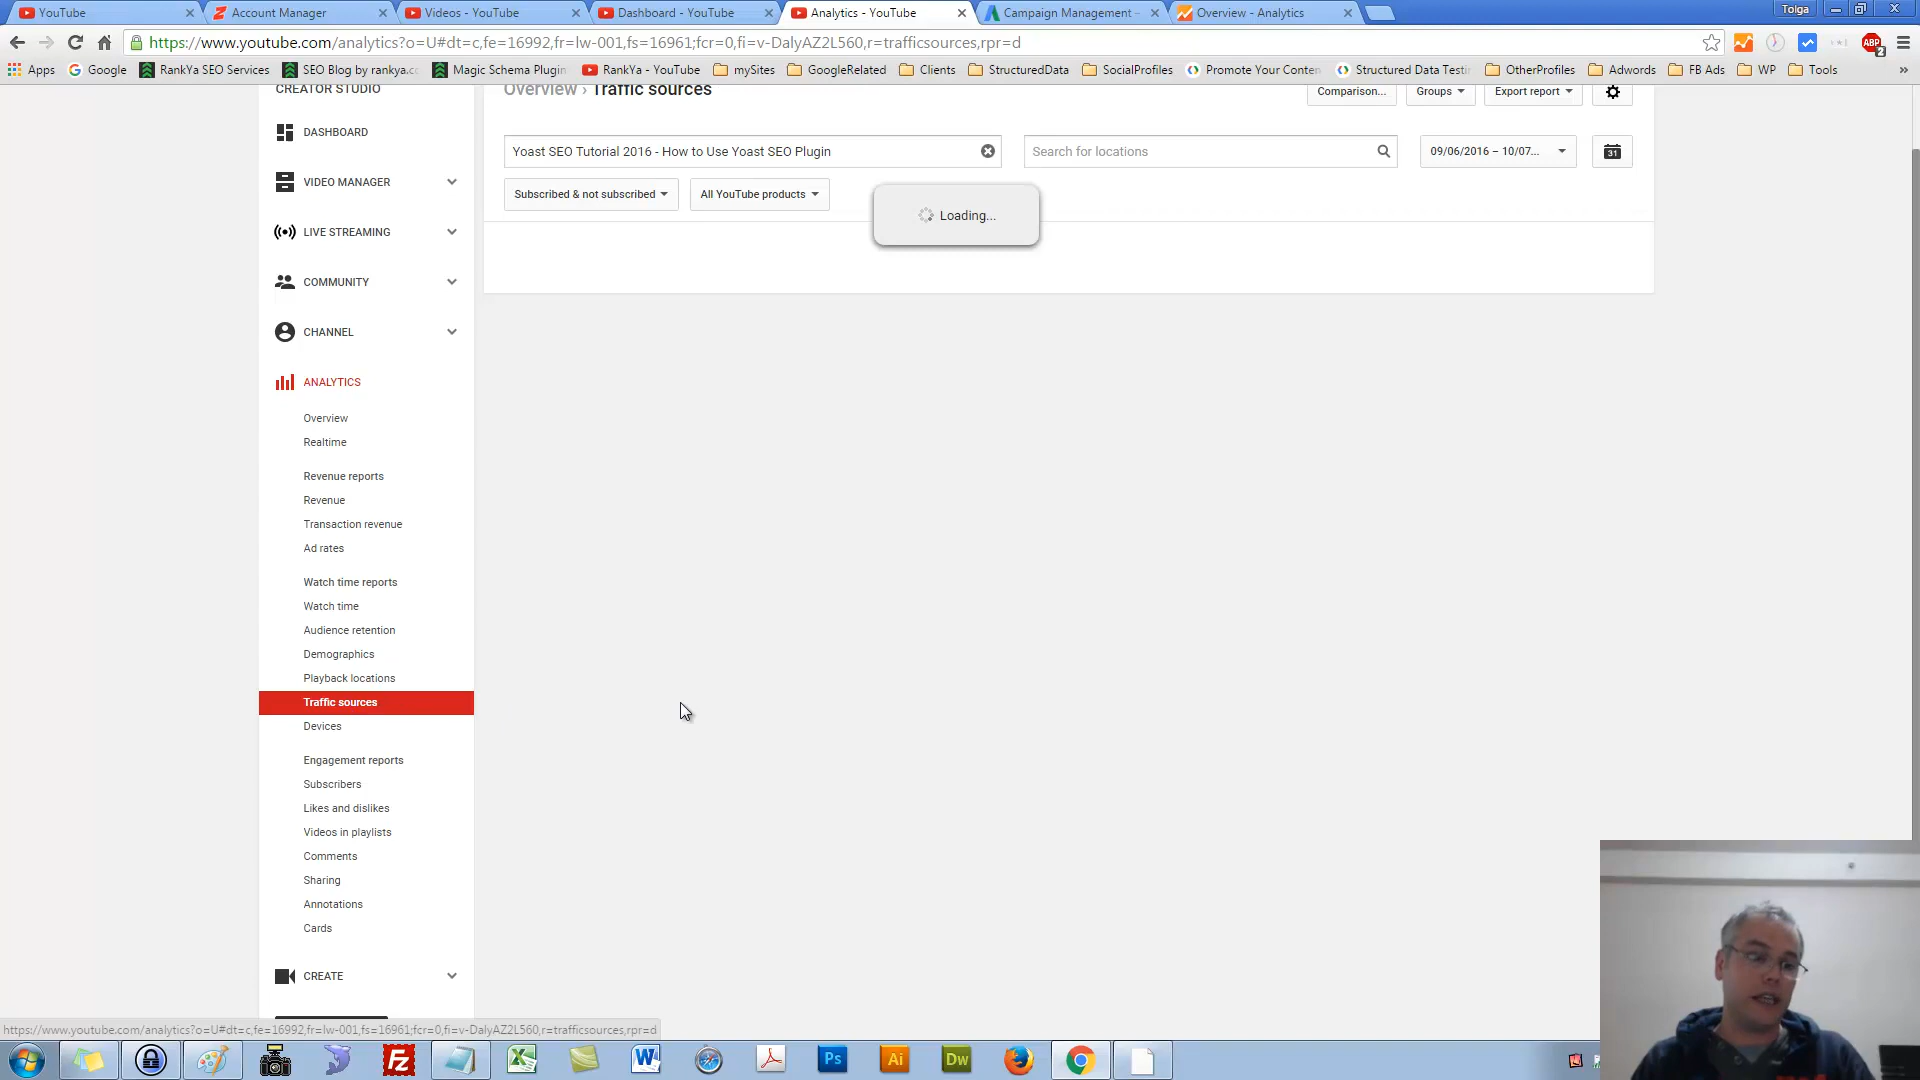 YouTube
Account Manager
Videos - YouTube
Dashboard - YouTube
Analytics - YouTube
Campaign Management -
Overview - Analytics
Tolga
https://www.youtube.com/analytics?o=U#dt=c,fe=16992,fr=lw-001,fs=16961;fcr=0,fi=v-DalyAZ2L560,r=trafficsources,rpr=d
ABP
2
Apps
Google
RankYa SEO Services
SEO Blog by rankya.cc
Magic Schema Plugin
RankYa - YouTube
mySites
GoogleRelated
Clients
StructuredData
SocialProfiles
Promote Your Conten
Structured Data Testi
OtherProfiles
Adwords
FB Ads
WP
Tools
»
CREATOR STUDIO
Overview › Traffic sources
Comparison...
Groups
Export report
DASHBOARD
Yoast SEO Tutorial 2016 - How to Use Yoast SEO Plugin
Search for locations
09/06/2016 – 10/07...
31
VIDEO MANAGER
Subscribed & not subscribed
All YouTube products
Loading...
LIVE STREAMING
COMMUNITY
CHANNEL
ANALYTICS
Overview
Realtime
Revenue reports
Revenue
Transaction revenue
Ad rates
Watch time reports
Watch time
Audience retention
Demographics
Playback locations
Traffic sources
Devices
Engagement reports
Subscribers
Likes and dislikes
Videos in playlists
Comments
Sharing
Annotations
Cards
CREATE
https://www.youtube.com/analytics?o=U#dt=c,fe=16992,fr=lw-001,fs=16961;fcr=0,fi=v-DalyAZ2L560,r=trafficsources,rpr=d
Fz
Ps
Ai
Dw